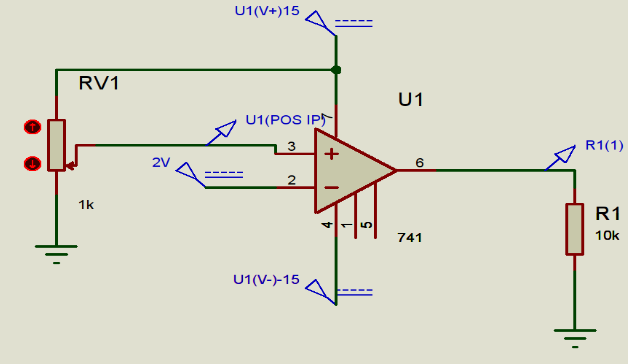 U1(V+)15
RV1
7
U1
U1(POS IP)
R1(1)
3
2V
2
6
1k
4
1
5
741
R1
10k
U1(V-)-15